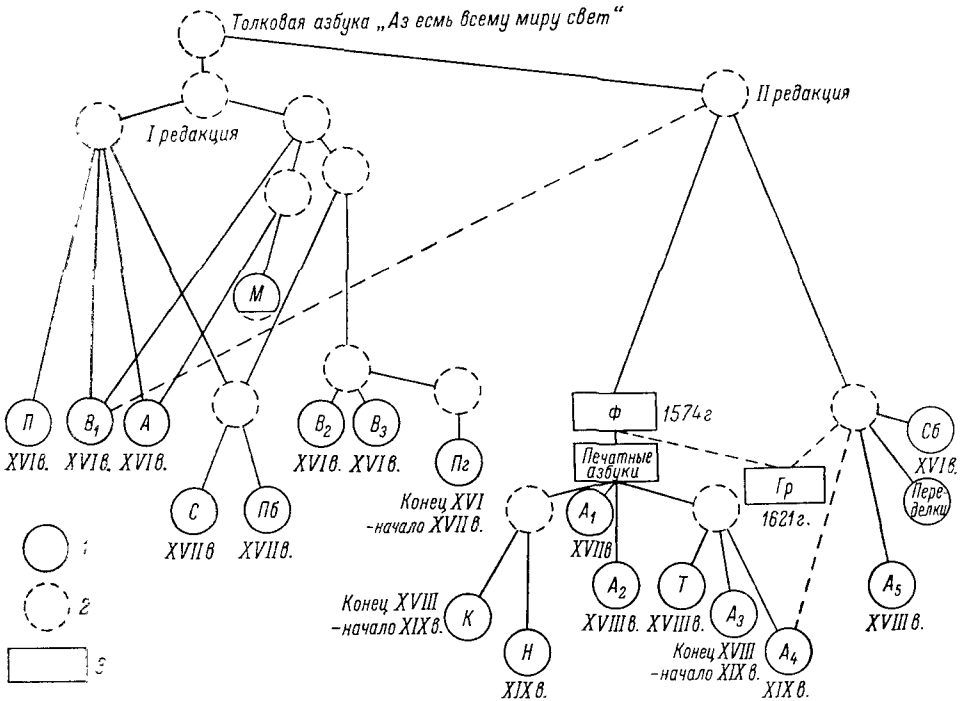 Толковая азбука „Аз есмь всему миру свет“
I редакция
II редакция
М
П
XVI в.
В1
XVI в.
А
XVI в.
В2
XVI в.
В3
XVI в.
Пг
Конец XVI
-начало XVII в.
С
XVII в
Пб
XVII в.
Ф
1574 г
Печатные
азбуки
Гр
1621 г.
Сб
XVI в.
Пере-
делки
А1
XVII в
А2
XVIII в.
Т
XVIII в.
А3
Конец XVIII
-начало XIX в.
А4
XIX в.
А5
XVIII в.
Конец XVIII
-начало XIX в.
К
Н
XIX в.
1
2
3